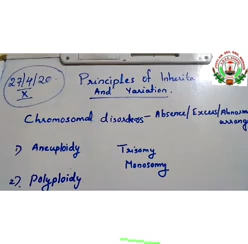 27/4/20
X
Principles of Inherita
And Variation.
Chromosomal disorders - Absence/Excess/Abnorm
arrang
1) Aneuploidy Trisomy
Monosomy
2). Polyploidy